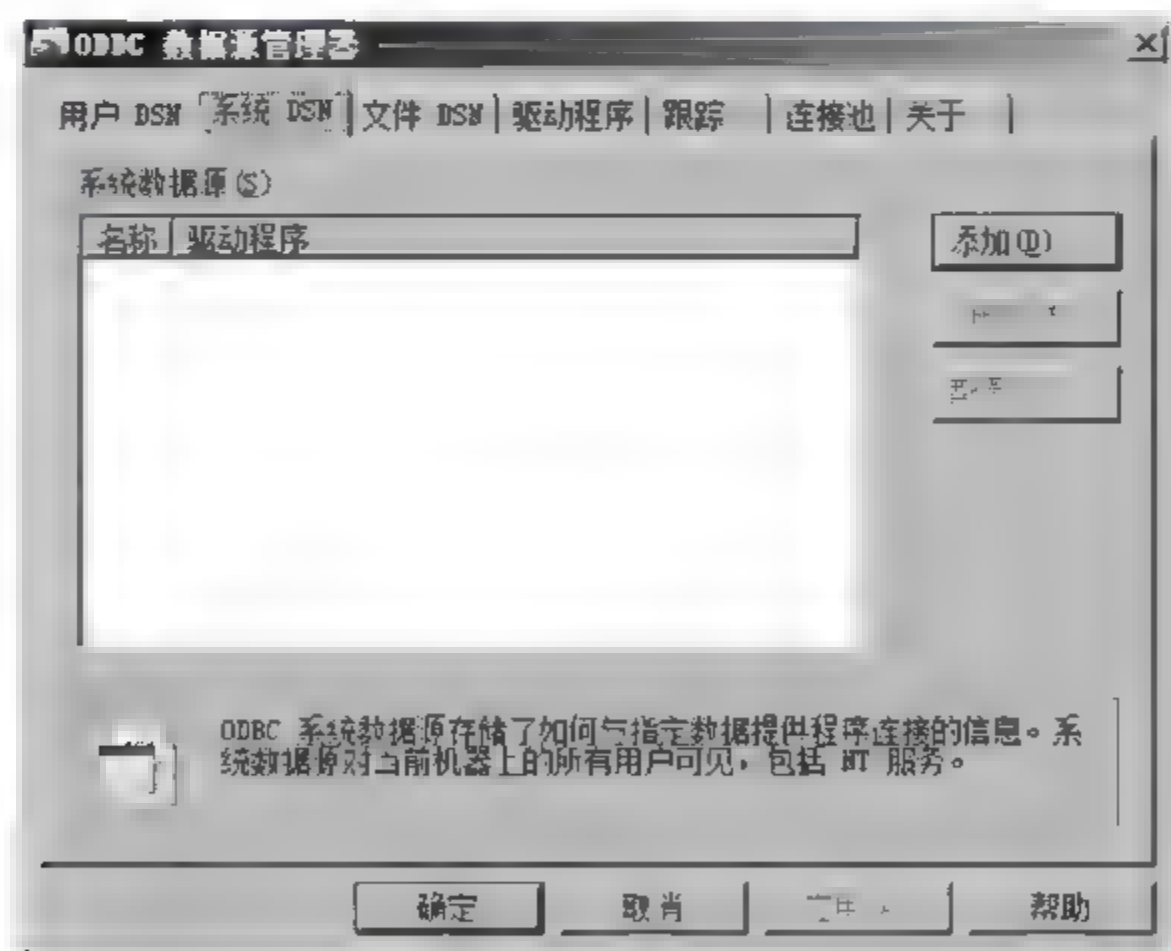 ODBC 数据源管理器
用户 DSN 系统 DSN 文件 DSN 驱动程序 跟踪 连接池 关于
系统数据源(S)
名称 驱动程序
添加(D)
ODBC 系统数据源存储了如何与指定数据提供程序连接的信息。系
统数据源对当前机器上的所有用户可见,包括 NT 服务。
确定 取消 帮助